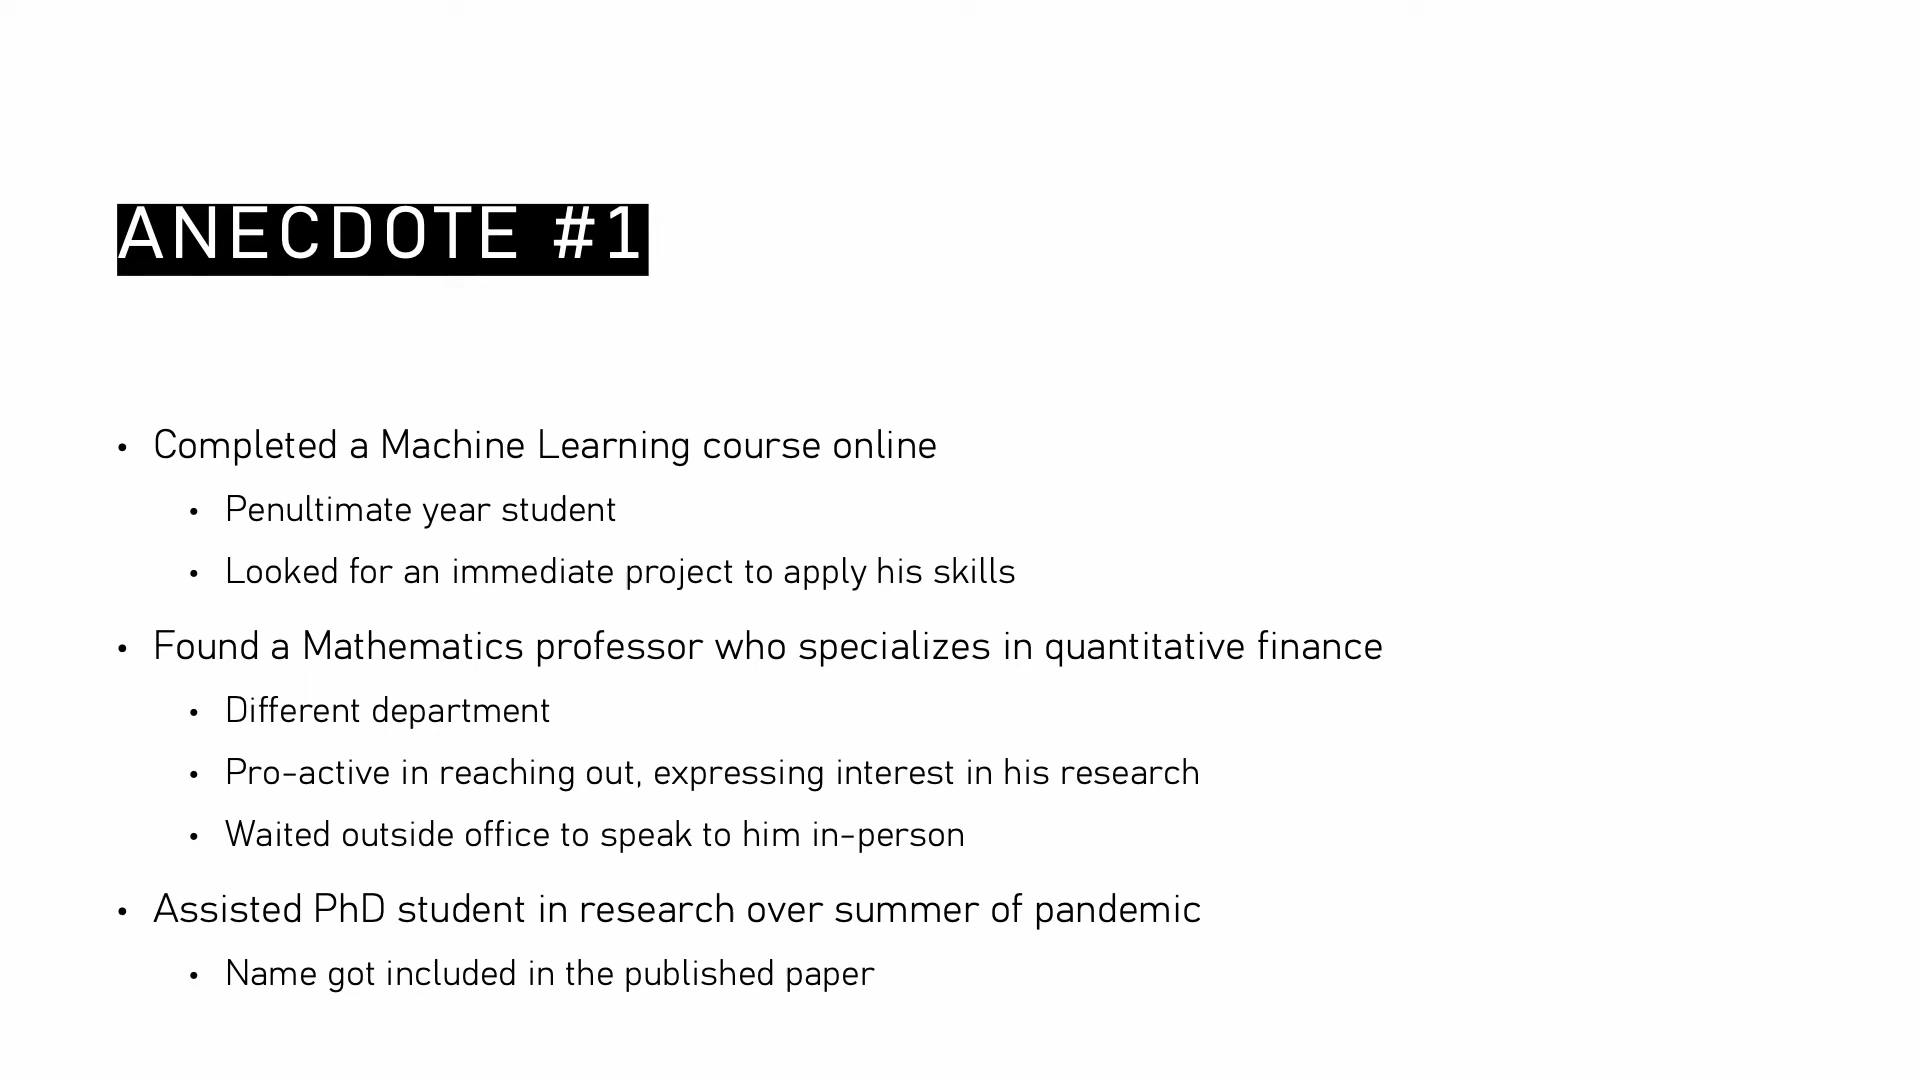 ANECDOTE #1
• Completed a Machine Learning course online
• Penultimate year student
• Looked for an immediate project to apply his skills
• Found a Mathematics professor who specializes in quantitative finance
• Different department
• Pro-active in reaching out, expressing interest in his research
• Waited outside office to speak to him in-person
• Assisted PhD student in research over summer of pandemic
• Name got included in the published paper